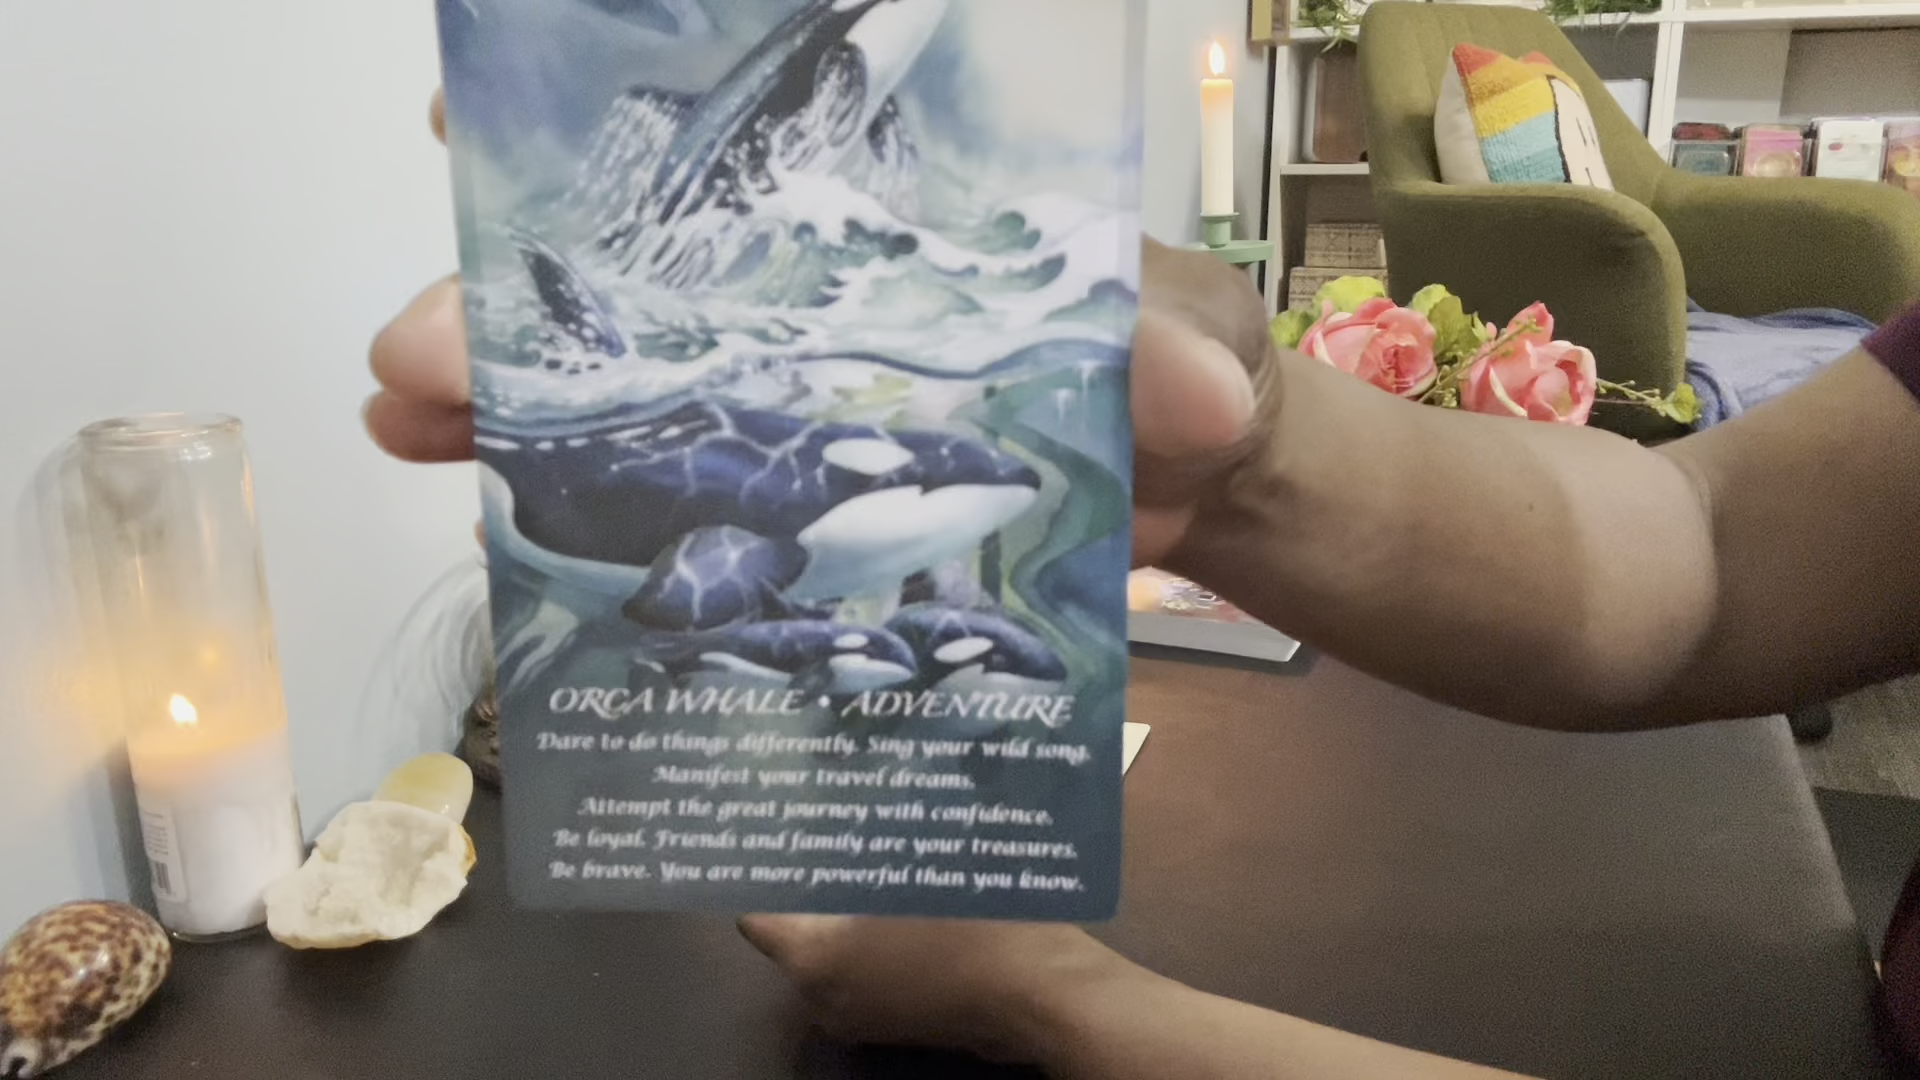 ORCA WHALE • ADVENTURE
Dare to do things differently. Sing your wild song.
Manifest your travel dreams.
Attempt the great journey with confidence.
Be loyal. Friends and family are your treasures.
Be brave. You are more powerful than you know.